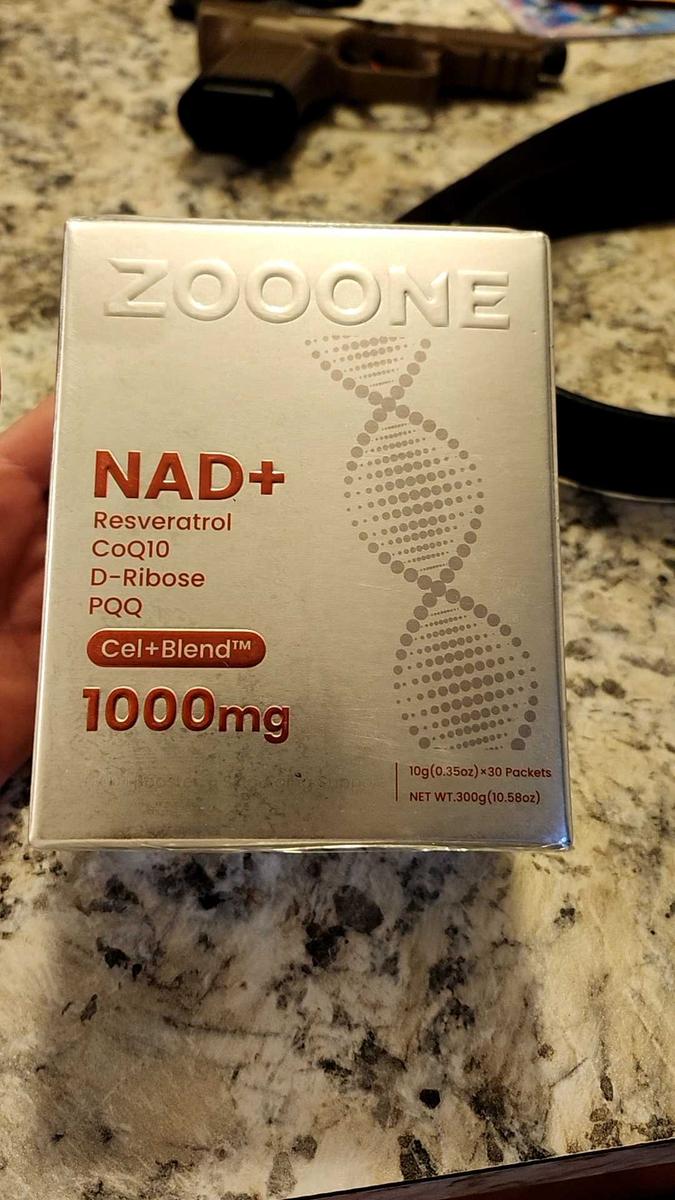 ZOOONE
NAD+
Resveratrol
CoQ10
D-Ribose
PQQ
Cel+Blend™
1000mg
10g(0.35oz)×30 Packets
NET WT.300g(10.58oz)